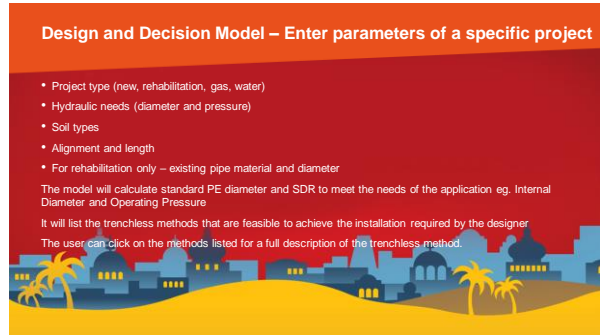 Design and Decision Model – Enter parameters of a specific project
• Project type (new, rehabilitation, gas, water)
• Hydraulic needs (diameter and pressure)
• Soil types
• Alignment and length
• For rehabilitation only – existing pipe material and diameter
The model will calculate standard PE diameter and SDR to meet the needs of the application eg. Internal
Diameter and Operating Pressure
It will list the trenchless methods that are feasible to achieve the installation required by the designer
The user can click on the methods listed for a full description of the trenchless method.